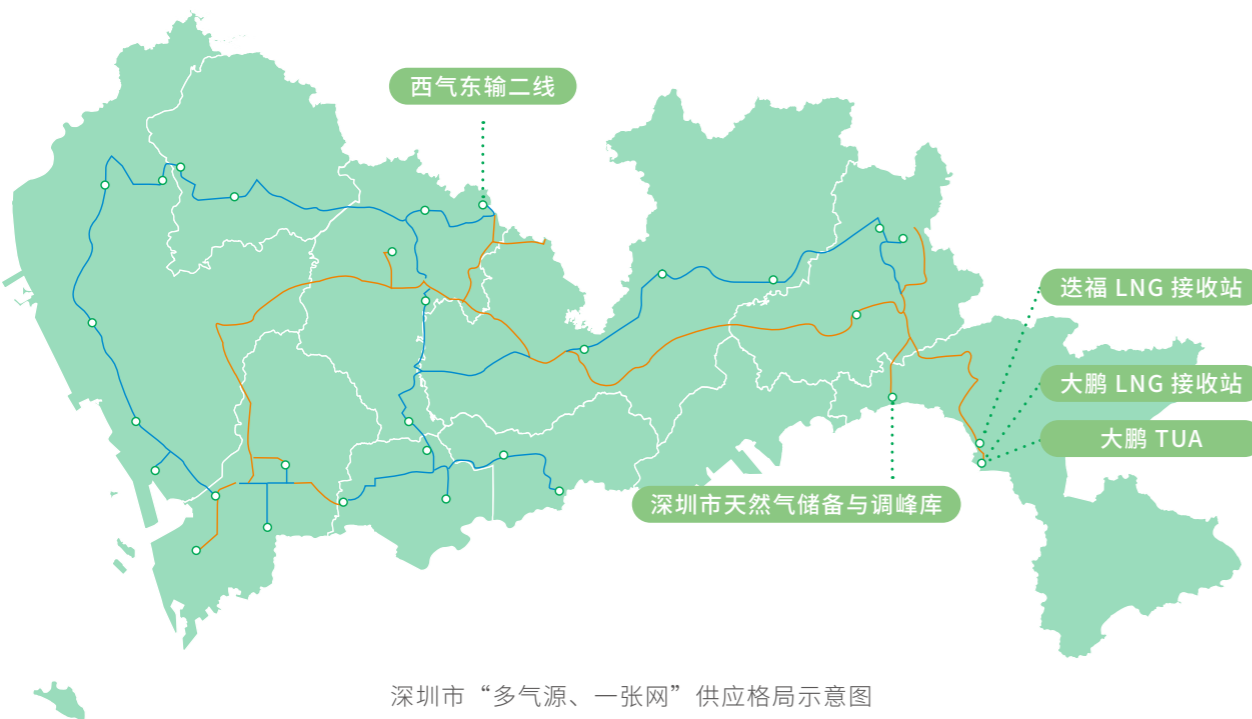 西气东输二线
迭福 LNG 接收站
大鹏 LNG 接收站
大鹏 TUA
深圳市天然气储备与调峰库
深圳市“多气源、一张网”供应格局示意图